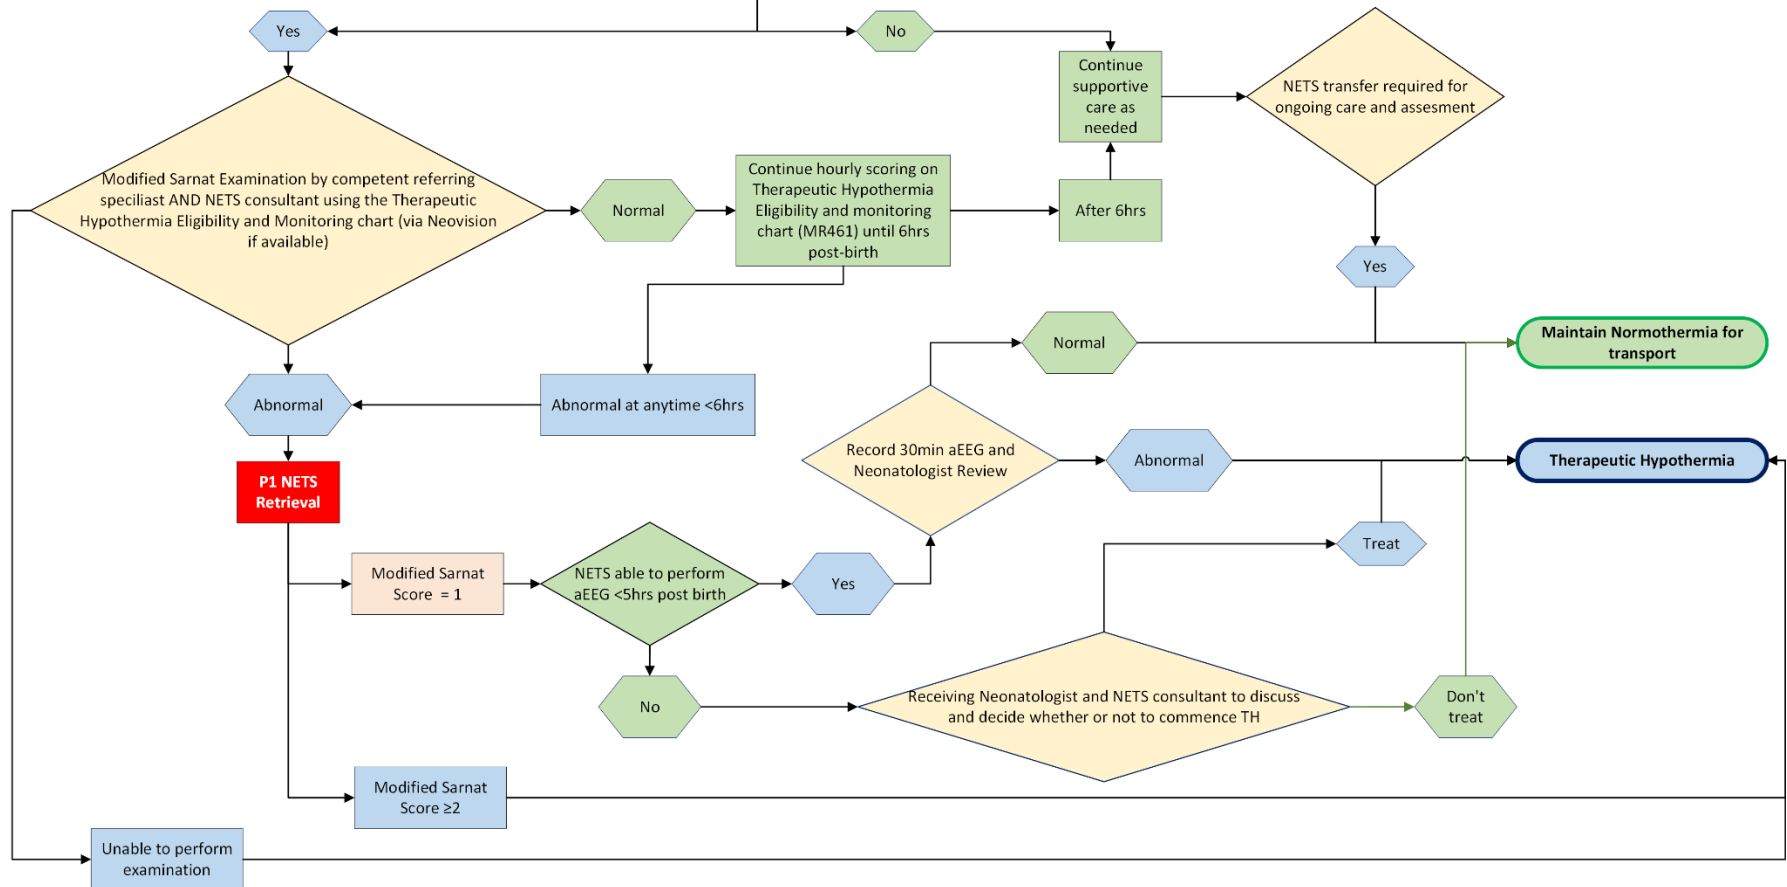 Yes
No
Continue
supportive
care as
needed
NETS transfer required for
ongoing care and assesment
Modified Sarnat Examination by competent referring
speciliast AND NETS consultant using the Therapeutic
Hypothermia Eligibility and Monitoring chart (via Neovision
if available)
Normal
Continue hourly scoring on
Therapeutic Hypothermia
Eligibility and monitoring
chart (MR461) until 6hrs
post-birth
After 6hrs
Yes
Normal
Maintain Normothermia for
transport
Abnormal
Abnormal at anytime <6hrs
Record 30min aEEG and
Neonatologist Review
Abnormal
Therapeutic Hypothermia
P1 NETS
Retrieval
Treat
Modified Sarnat
Score = 1
NETS able to perform
aEEG <5hrs post birth
Yes
No
Receiving Neonatologist and NETS consultant to discuss
and decide whether or not to commence TH
Don't
treat
Modified Sarnat
Score ≥2
Unable to perform
examination